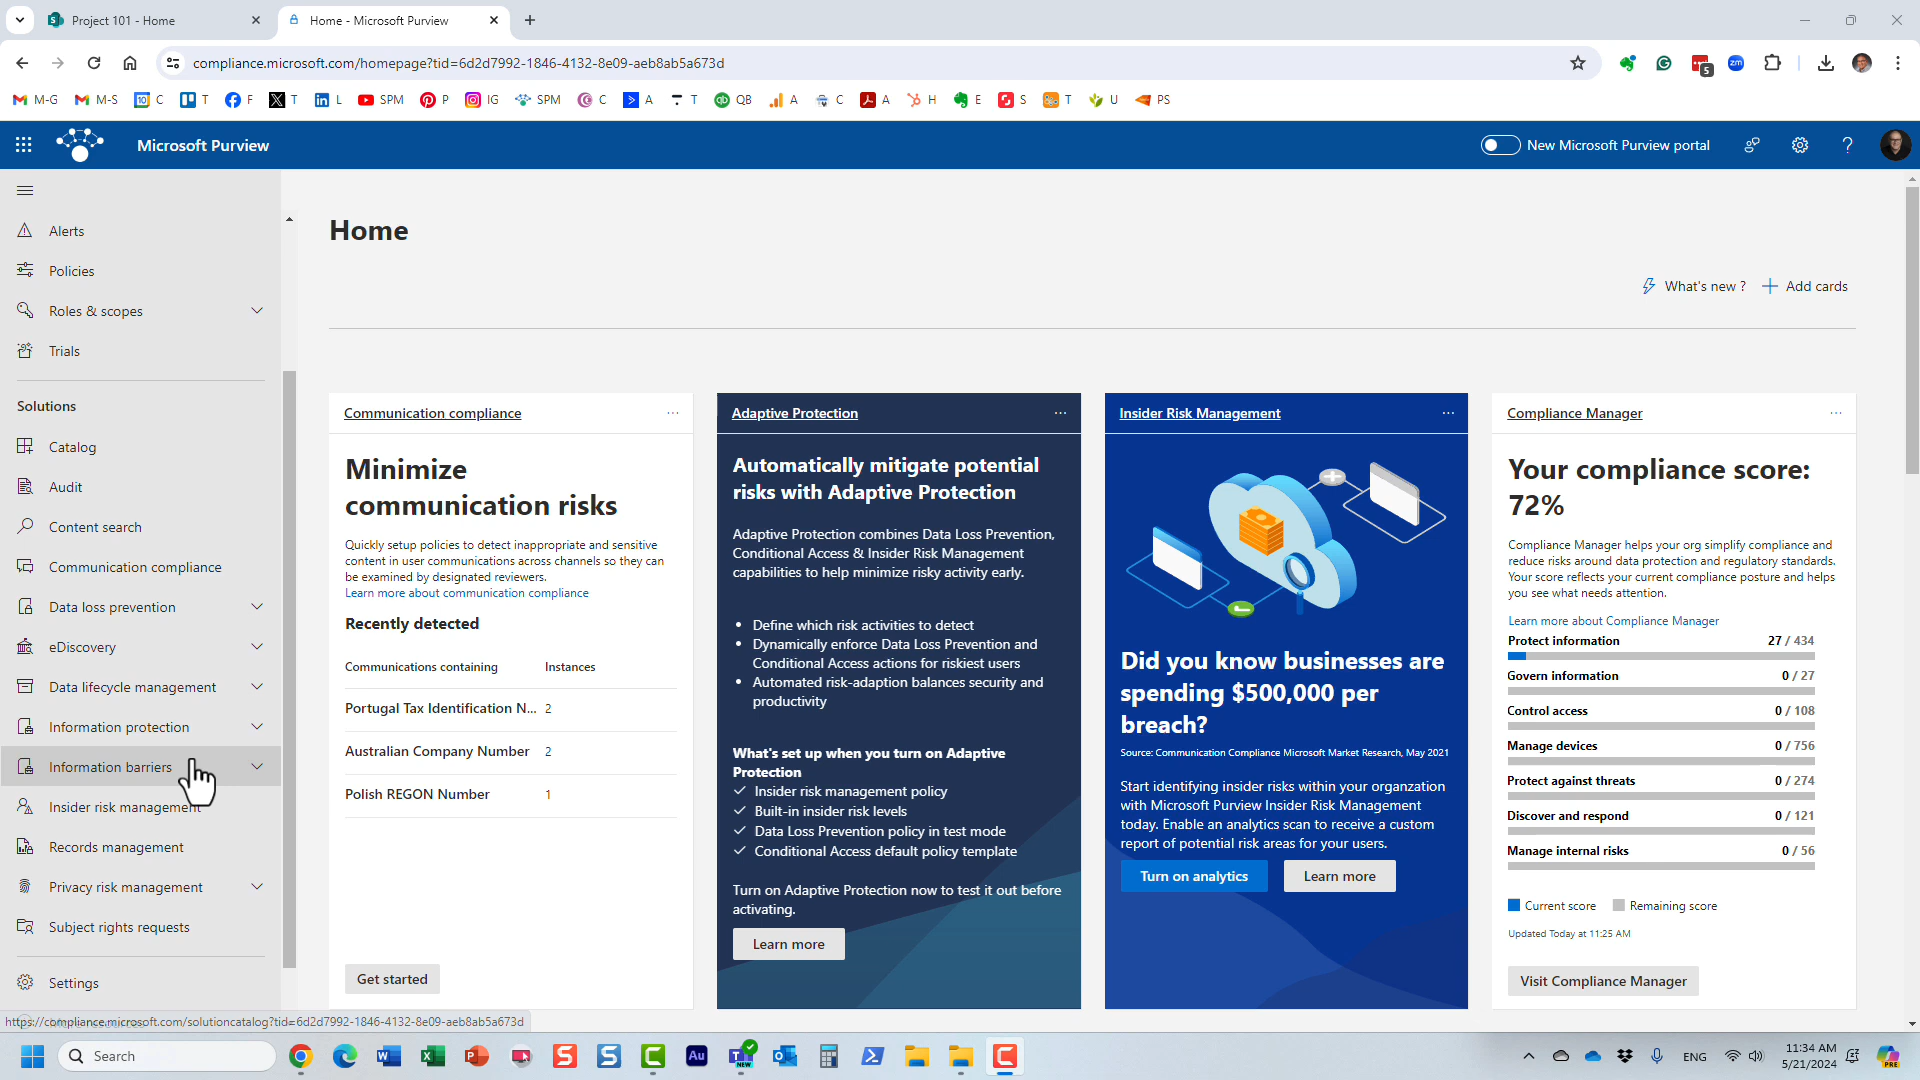 Project 101 - Home
Home - Microsoft Purview
compliance.microsoft.com/homepage?tid=6d2d7992-1846-4132-8e09-aeb8ab5a673d
5
zm
M-G
M-S
10
C
T
F
T
L
SPM
P
IG
SPM
C
A
T
QB
A
C
A
H
E
S
T
U
PS
Microsoft Purview
New Microsoft Purview portal
Alerts
Policies
Roles & scopes
Trials
Solutions
Catalog
Audit
Content search
Communication compliance
Data loss prevention
eDiscovery
Data lifecycle management
Information protection
Information barriers
Insider risk management
Records management
Privacy risk management
Subject rights requests
Settings
https://compliance.microsoft.com/solutioncatalog?tid=6d2d7992-1846-4132-8e09-aeb8ab5a673d
Home
What's new ?
Add cards
Communication compliance
Minimize
communication risks
Quickly setup policies to detect inappropriate and sensitive
content in user communications across channels so they can
be examined by designated reviewers.
Learn more about communication compliance
Recently detected
Communications containing Instances
Portugal Tax Identification N... 2
Australian Company Number 2
Polish REGON Number 1
Get started
Adaptive Protection
Automatically mitigate potential
risks with Adaptive Protection
Adaptive Protection combines Data Loss Prevention,
Conditional Access & Insider Risk Management
capabilities to help minimize risky activity early.
• Define which risk activities to detect
• Dynamically enforce Data Loss Prevention and
Conditional Access actions for riskiest users
• Automated risk-adaption balances security and
productivity
What's set up when you turn on Adaptive
Protection
Insider risk management policy
Built-in insider risk levels
Data Loss Prevention policy in test mode
Conditional Access default policy template
Turn on Adaptive Protection now to test it out before
activating.
Learn more
Insider Risk Management
Did you know businesses are
spending $500,000 per
breach?
Source: Communication Compliance Microsoft Market Research, May 2021
Start identifying insider risks within your organzation
with Microsoft Purview Insider Risk Management
today. Enable an analytics scan to receive a custom
report of potential risk areas for your users.
Turn on analytics
Learn more
Compliance Manager
Your compliance score:
72%
Compliance Manager helps your org simplify compliance and
reduce risks around data protection and regulatory standards.
Your score reflects your current compliance posture and helps
you see what needs attention.
Learn more about Compliance Manager
Protect information 27 / 434
Govern information 0 / 27
Control access 0 / 108
Manage devices 0 / 756
Protect against threats 0 / 274
Discover and respond 0 / 121
Manage internal risks 0 / 56
Current score Remaining score
Updated Today at 11:25 AM
Visit Compliance Manager
Search
Au
NEW
ENG
11:34 AM
5/21/2024
PRE